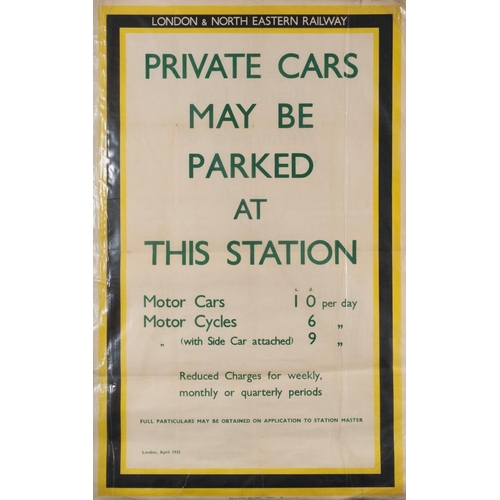 LONDON & NORTH EASTERN RAILWAY
PRIVATE CARS
MAY BE
PARKED
AT
THIS STATION
s. d.
Motor Cars 1 0 per day
Motor Cycles 6 „
„ (with Side Car attached) 9 „
Reduced Charges for weekly,
monthly or quarterly periods
FULL PARTICULARS MAY BE OBTAINED ON APPLICATION TO STATION MASTER
London, April